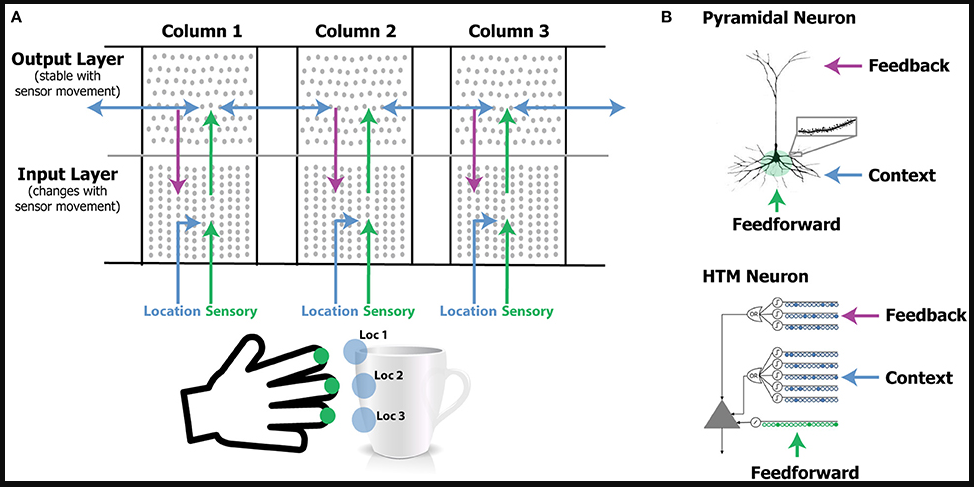 A
Column 1
Column 2
Column 3
Output Layer
(stable with
sensor movement)
Input Layer
(changes with
sensor movement)
Location Sensory
Location Sensory
Location Sensory
Loc 1
Loc 2
Loc 3
B
Pyramidal Neuron
Feedback
Context
Feedforward
HTM Neuron
OR
Feedback
OR
Context
Feedforward